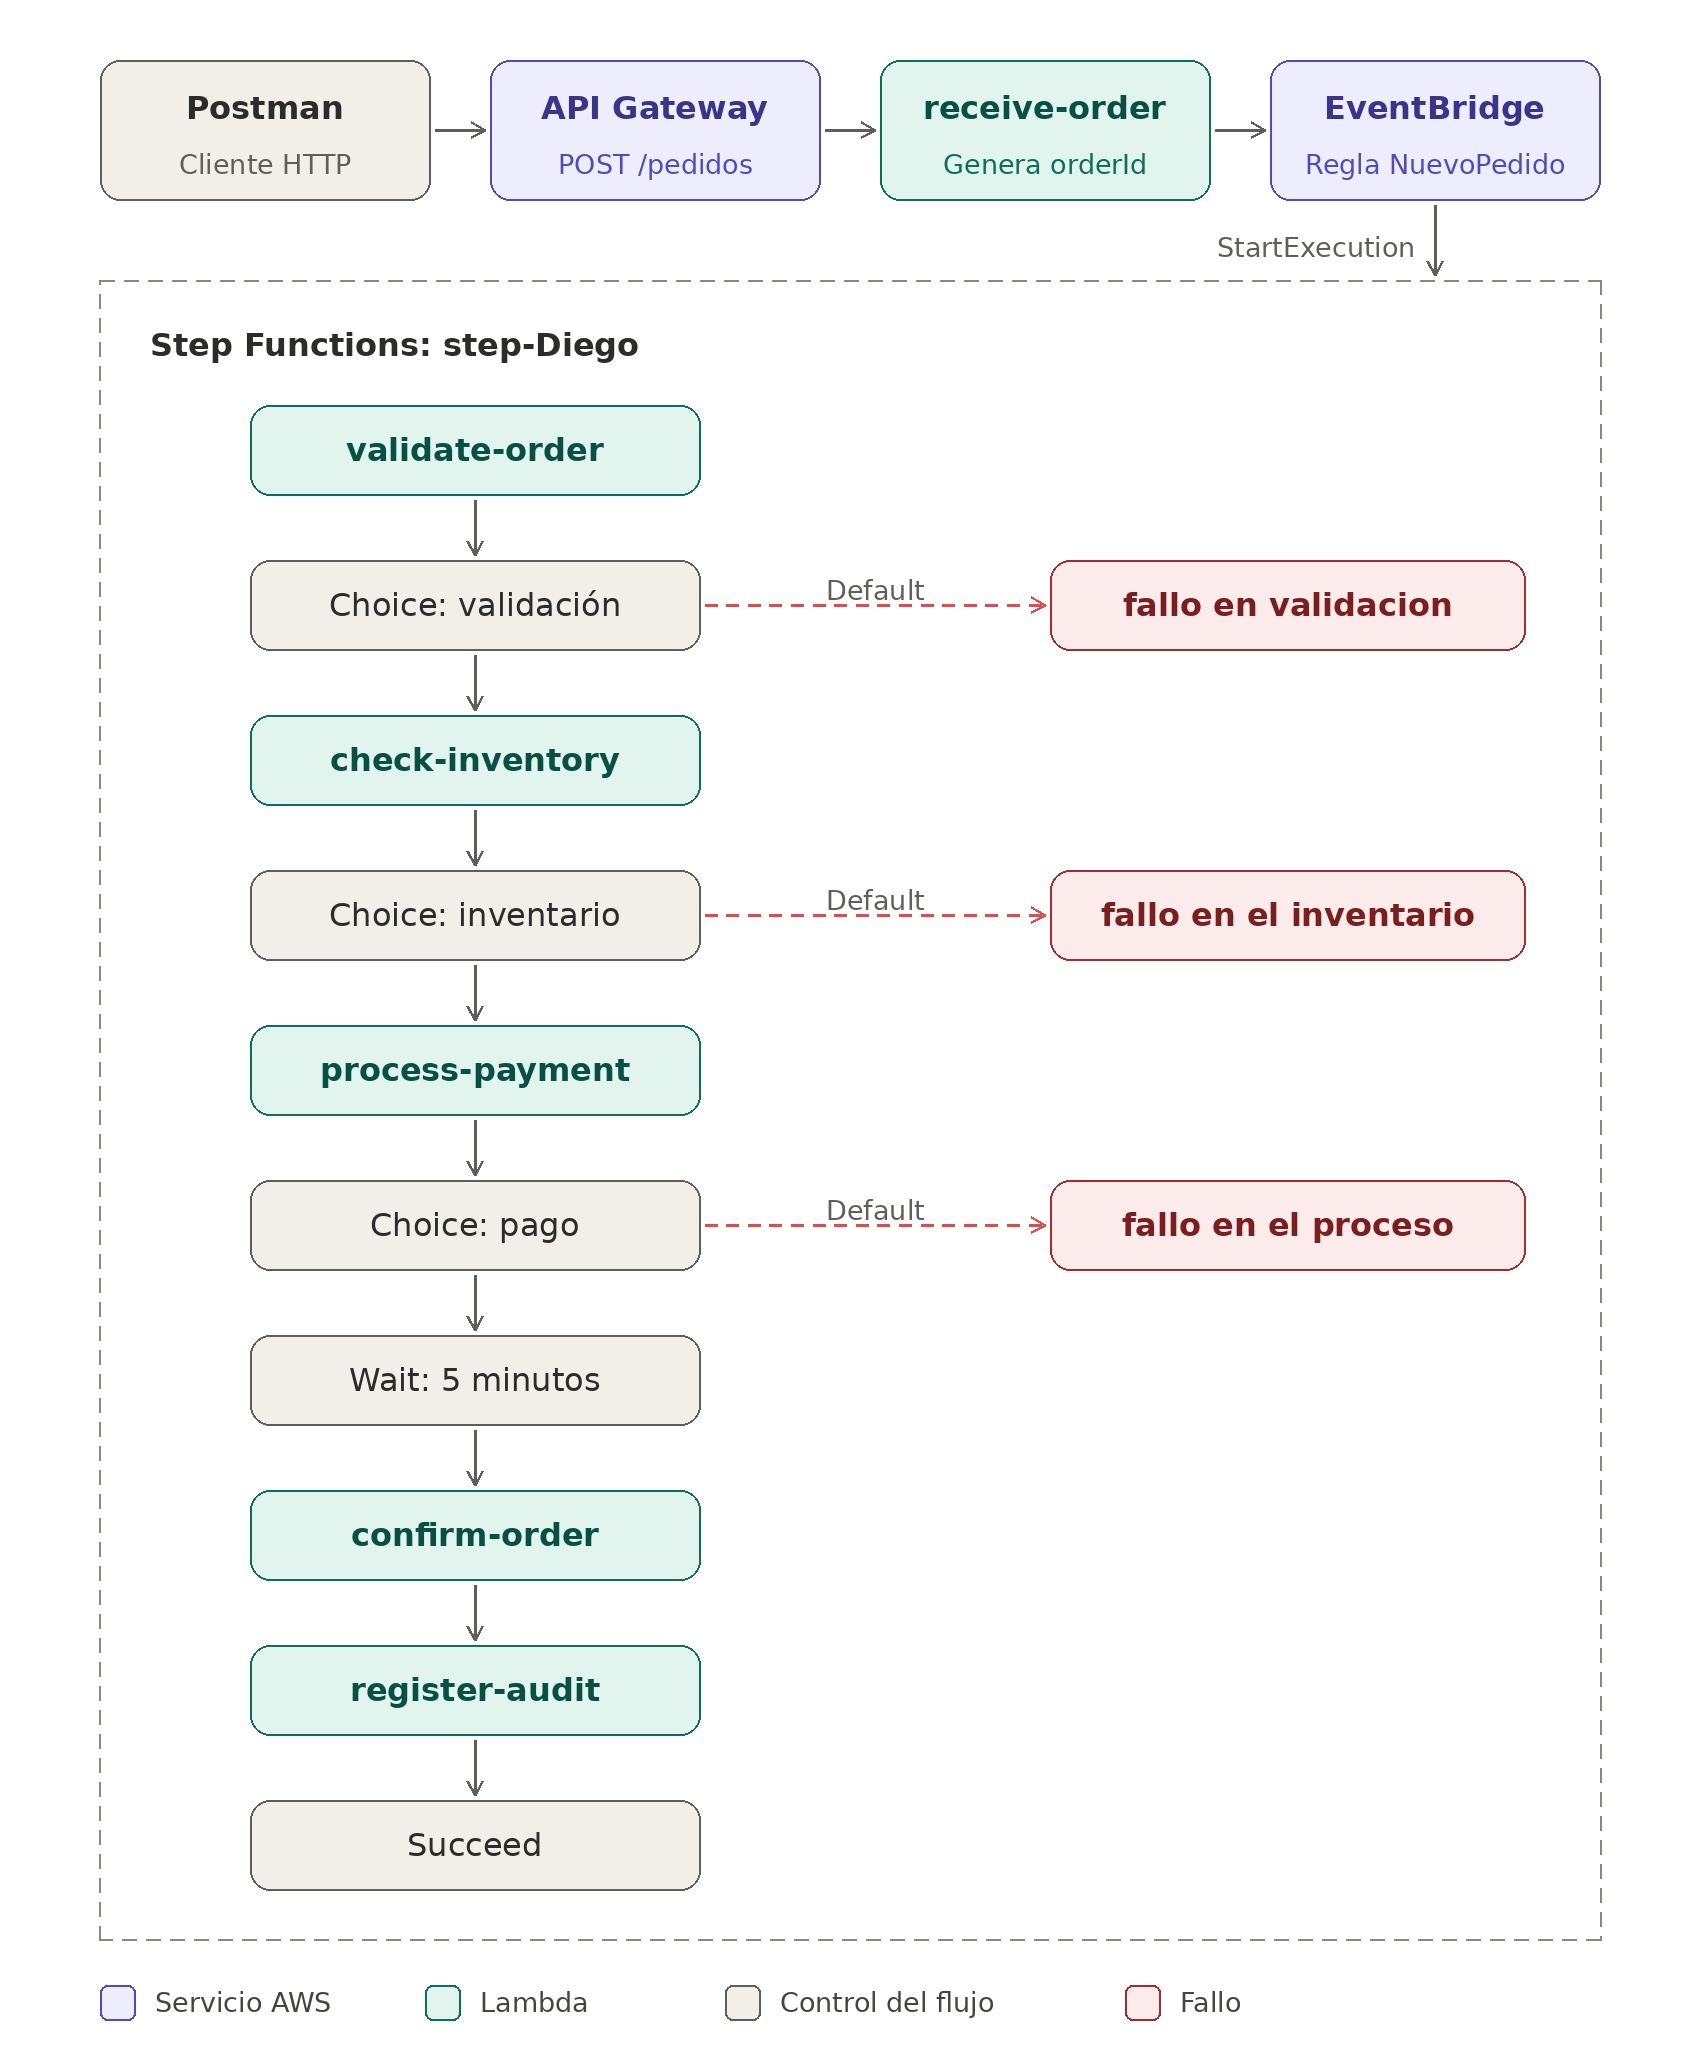 Postman
Cliente HTTP
API Gateway
POST /pedidos
receive-order
Genera orderId
EventBridge
Regla NuevoPedido
StartExecution
Step Functions: step-Diego
validate-order
Choice: validación
Default
fallo en validacion
check-inventory
Choice: inventario
Default
fallo en el inventario
process-payment
Choice: pago
Default
fallo en el proceso
Wait: 5 minutos
confirm-order
register-audit
Succeed
Servicio AWS
Lambda
Control del flujo
Fallo